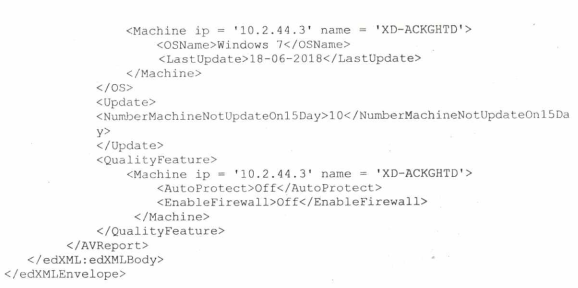 <Machine ip = '10.2.44.3' name = 'XD-ACKGHTD'>
<OSName>Windows 7</OSName>
<LastUpdate>18-06-2018</LastUpdate>
</Machine>
</OS>
<Update>
<NumberMachineNotUpdateOn15Day>10</NumberMachineNotUpdateOn15Da
y>
</Update>
<QualityFeature>
<Machine ip = '10.2.44.3' name = 'XD-ACKGHTD'>
<AutoProtect>Off</AutoProtect>
<EnableFirewall>Off</EnableFirewall>
</Machine>
</QualityFeature>
</AVReport>
</edXML:edXMLBody>
</edXMLEnvelope>